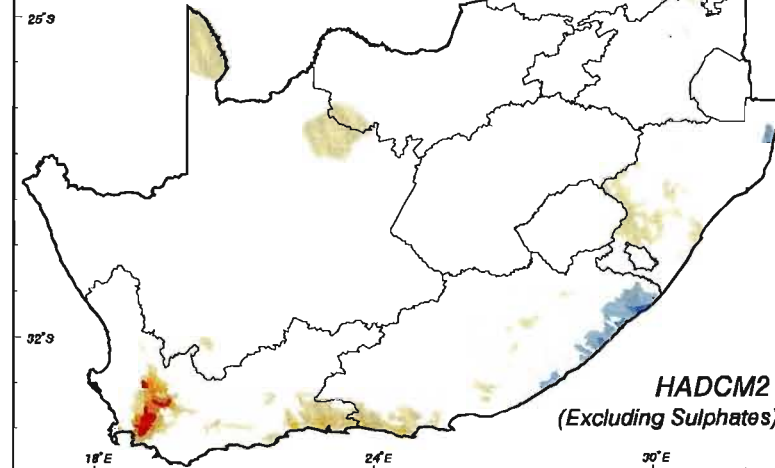 25°S
32°S
HADCM2
(Excluding Sulphates)
18°E
24°E
30°E